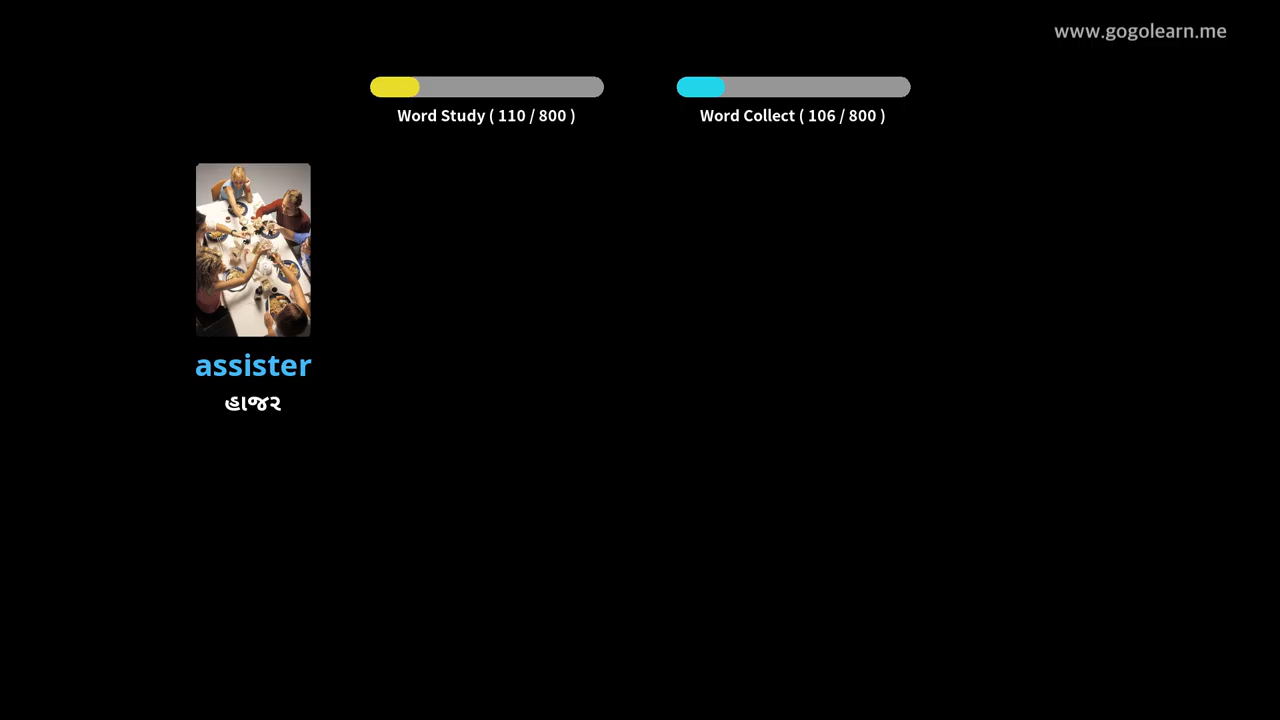 www.gogolearn.me
Word Study ( 110 / 800 )
Word Collect ( 106 / 800 )
assister
હાજર